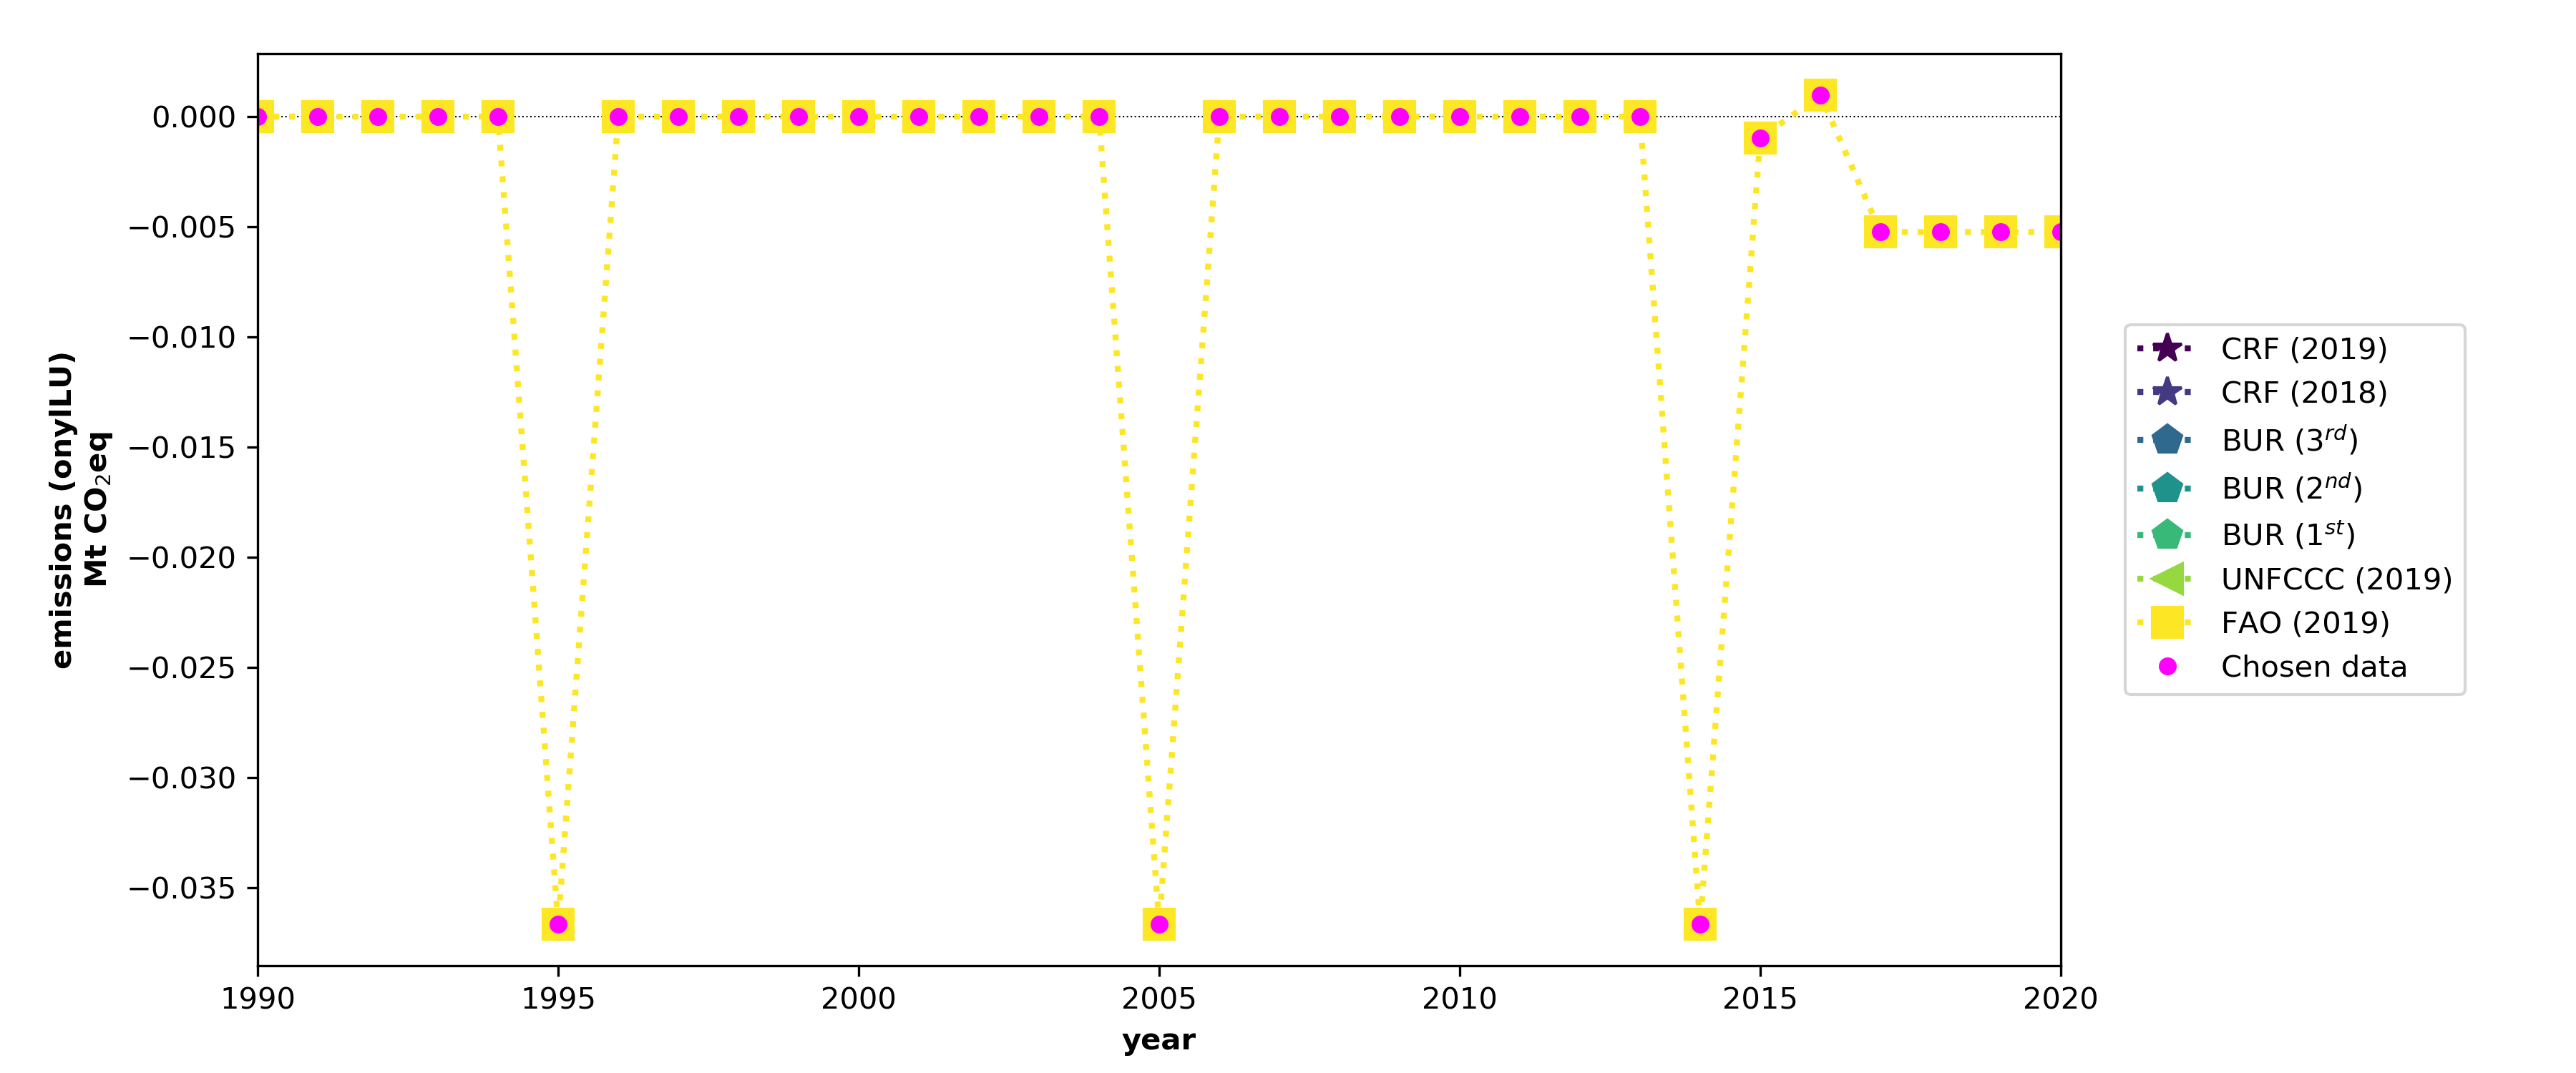 0.000
−0.005
−0.010
−0.015
−0.020
−0.025
−0.030
−0.035
emissions (onylLU)
Mt CO₂eq
1990 1995 2000 2005 2010 2015 2020
year
CRF (2019)
CRF (2018)
BUR (3ʳᵈ)
BUR (2ⁿᵈ)
BUR (1ˢᵗ)
UNFCCC (2019)
FAO (2019)
Chosen data